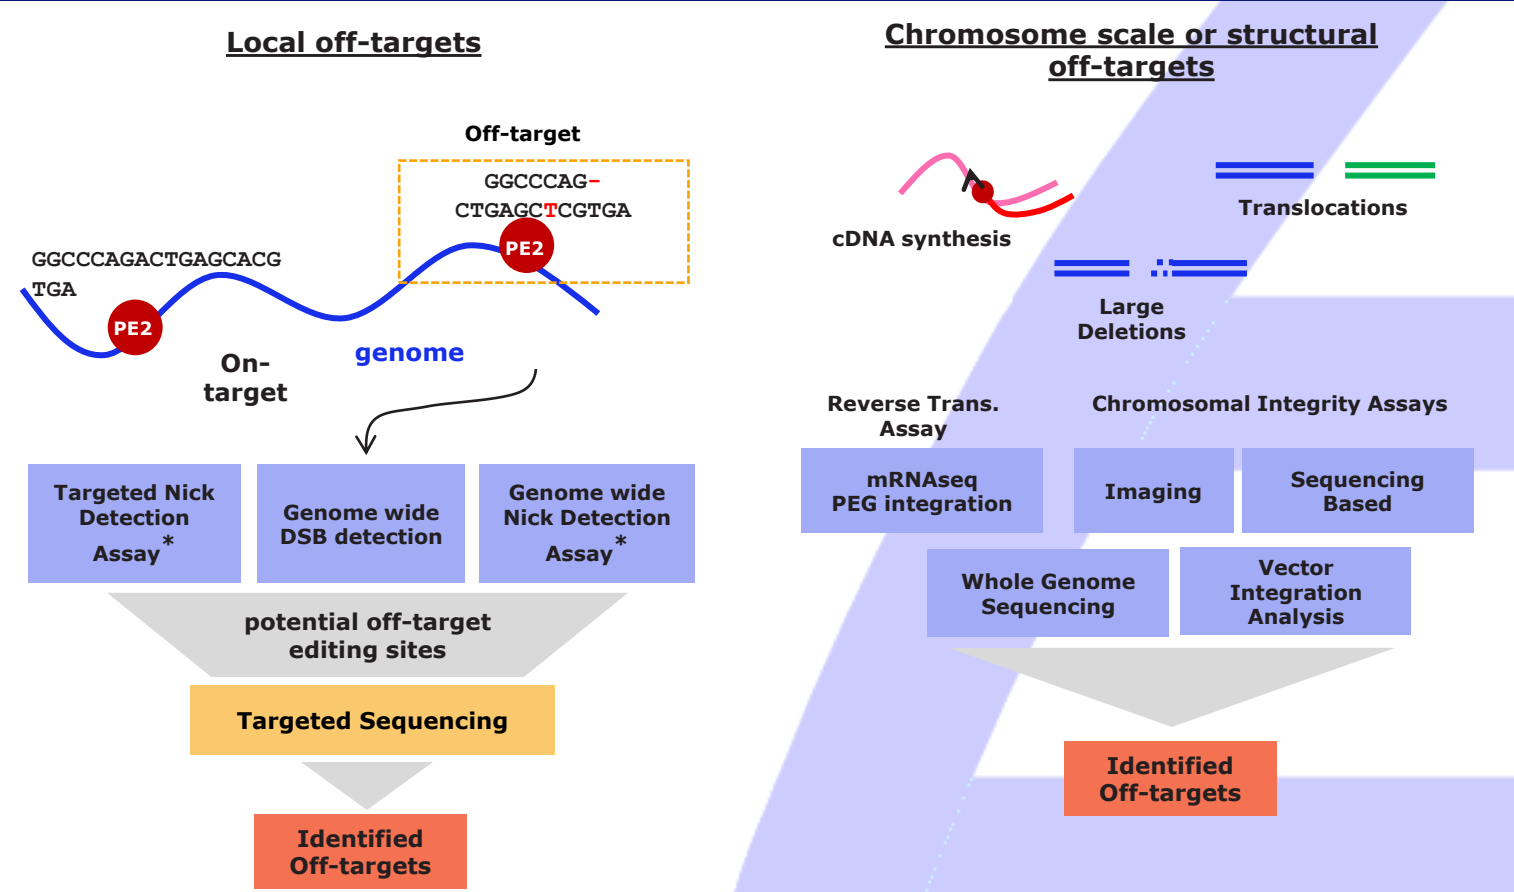 Local off-targets
Off-target
GGCCCAG-
CTGAGCTCGTGA
PE2
GGCCCAGACTGAGCACG
TGA
PE2
On-
target
genome
Targeted Nick
Detection
Assay*
Genome wide
DSB detection
Genome wide
Nick Detection
Assay*
potential off-target
editing sites
Targeted Sequencing
Identified
Off-targets
Chromosome scale or structural
off-targets
cDNA synthesis
Translocations
Large
Deletions
Reverse Trans.
Assay
Chromosomal Integrity Assays
mRNAseq
PEG integration
Imaging
Sequencing
Based
Whole Genome
Sequencing
Vector
Integration
Analysis
Identified
Off-targets